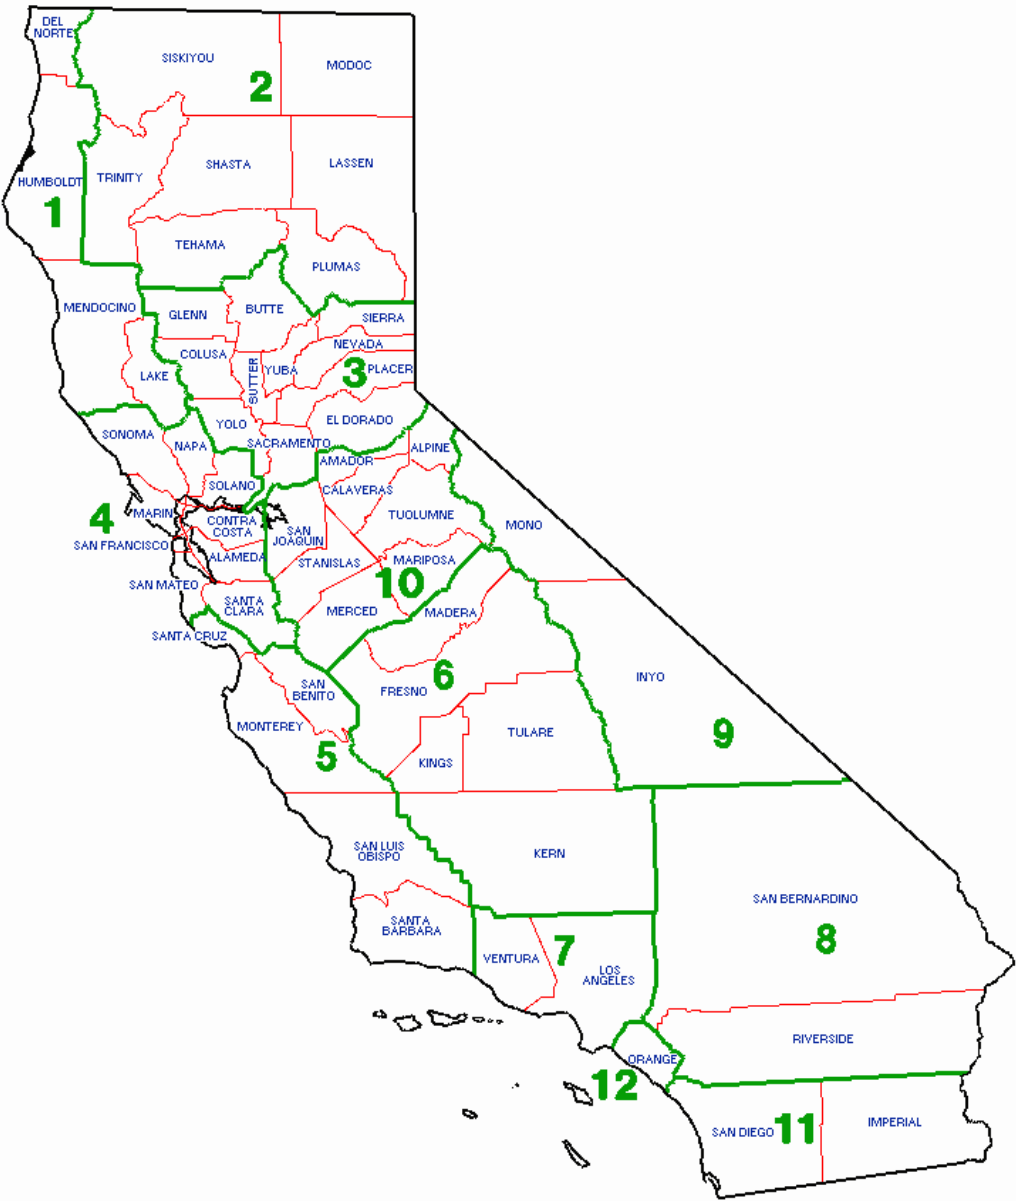 DEL
NORTE
SISKIYOU
MODOC
2
HUMBOLDT
TRINITY
SHASTA
LASSEN
1
TEHAMA
PLUMAS
MENDOCINO
GLENN
BUTTE
SIERRA
NEVADA
COLUSA
SUTTER
YUBA
3
PLACER
LAKE
YOLO
EL DORADO
SONOMA
NAPA
SACRAMENTO
ALPINE
AMADOR
SOLANO
CALAVERAS
4
MARIN
CONTRA
COSTA
SAN
JOAQUIN
TUOLUMNE
MONO
SAN FRANCISCO
ALAMEDA
STANISLAS
MARIPOSA
10
SAN MATEO
SANTA
CLARA
MERCED
MADERA
SANTA CRUZ
6
FRESNO
INYO
SAN
BENITO
MONTEREY
5
TULARE
9
KINGS
SAN LUIS
OBISPO
KERN
SAN BERNARDINO
8
SANTA
BARBARA
VENTURA
7
LOS
ANGELES
RIVERSIDE
ORANGE
12
SAN DIEGO
11
IMPERIAL